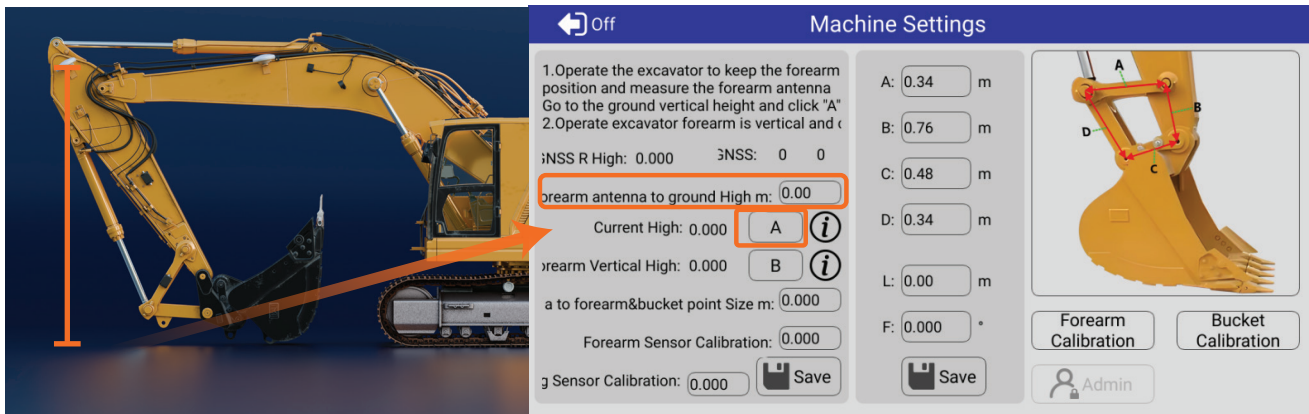 Off
Machine Settings
1.Operate the excavator to keep the forearm
position and measure the forearm antenna
Go to the ground vertical height and click "A"
2.Operate excavator forearm is vertical and
GNSS R High: 0.000
GNSS: 0 0
orearm antenna to ground High m: 0.00
Current High: 0.000 A i
orearm Vertical High: 0.000 B i
a to forearm&bucket point Size m: 0.000
Forearm Sensor Calibration: 0.000
g Sensor Calibration: 0.000
Save
A: 0.34 m
B: 0.76 m
C: 0.48 m
D: 0.34 m
L: 0.00 m
F: 0.000 °
Save
A
B
D
C
Forearm
Calibration
Bucket
Calibration
Admin